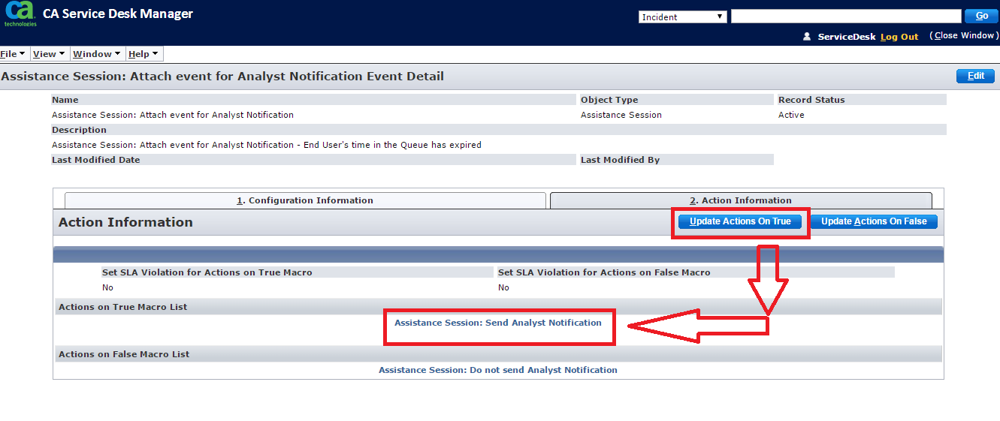 ca
technologies
CA Service Desk Manager
Incident
Go
ServiceDesk Log Out (Close Window)
File View Window Help
Assistance Session: Attach event for Analyst Notification Event Detail
Edit
Name Object Type Record Status
Assistance Session: Attach event for Analyst Notification Assistance Session Active
Description
Assistance Session: Attach event for Analyst Notification - End User's time in the Queue has expired
Last Modified Date Last Modified By
1. Configuration Information 2. Action Information
Action Information Update Actions On True Update Actions On False
Set SLA Violation for Actions on True Macro Set SLA Violation for Actions on False Macro
No No
Actions on True Macro List
Assistance Session: Send Analyst Notification
Actions on False Macro List
Assistance Session: Do not send Analyst Notification